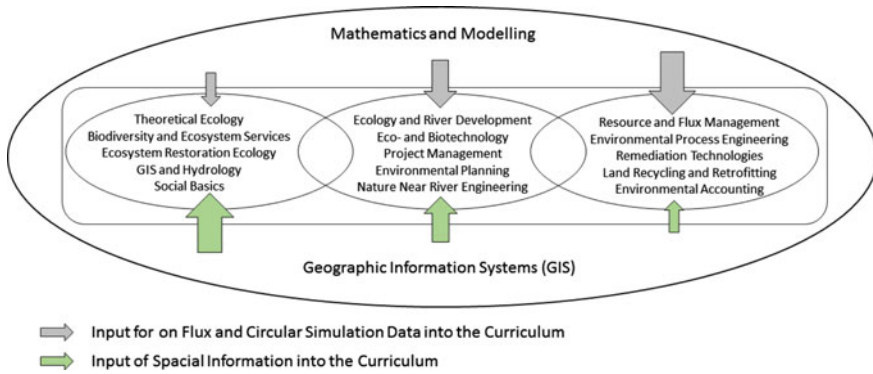 Mathematics and Modelling
Theoretical Ecology
Biodiversity and Ecosystem Services
Ecosystem Restoration Ecology
GIS and Hydrology
Social Basics
Ecology and River Development
Eco- and Biotechnology
Project Management
Environmental Planning
Nature Near River Engineering
Resource and Flux Management
Environmental Process Engineering
Remediation Technologies
Land Recycling and Retrofitting
Environmental Accounting
Geographic Information Systems (GIS)
Input for on Flux and Circular Simulation Data into the Curriculum
Input of Spacial Information into the Curriculum